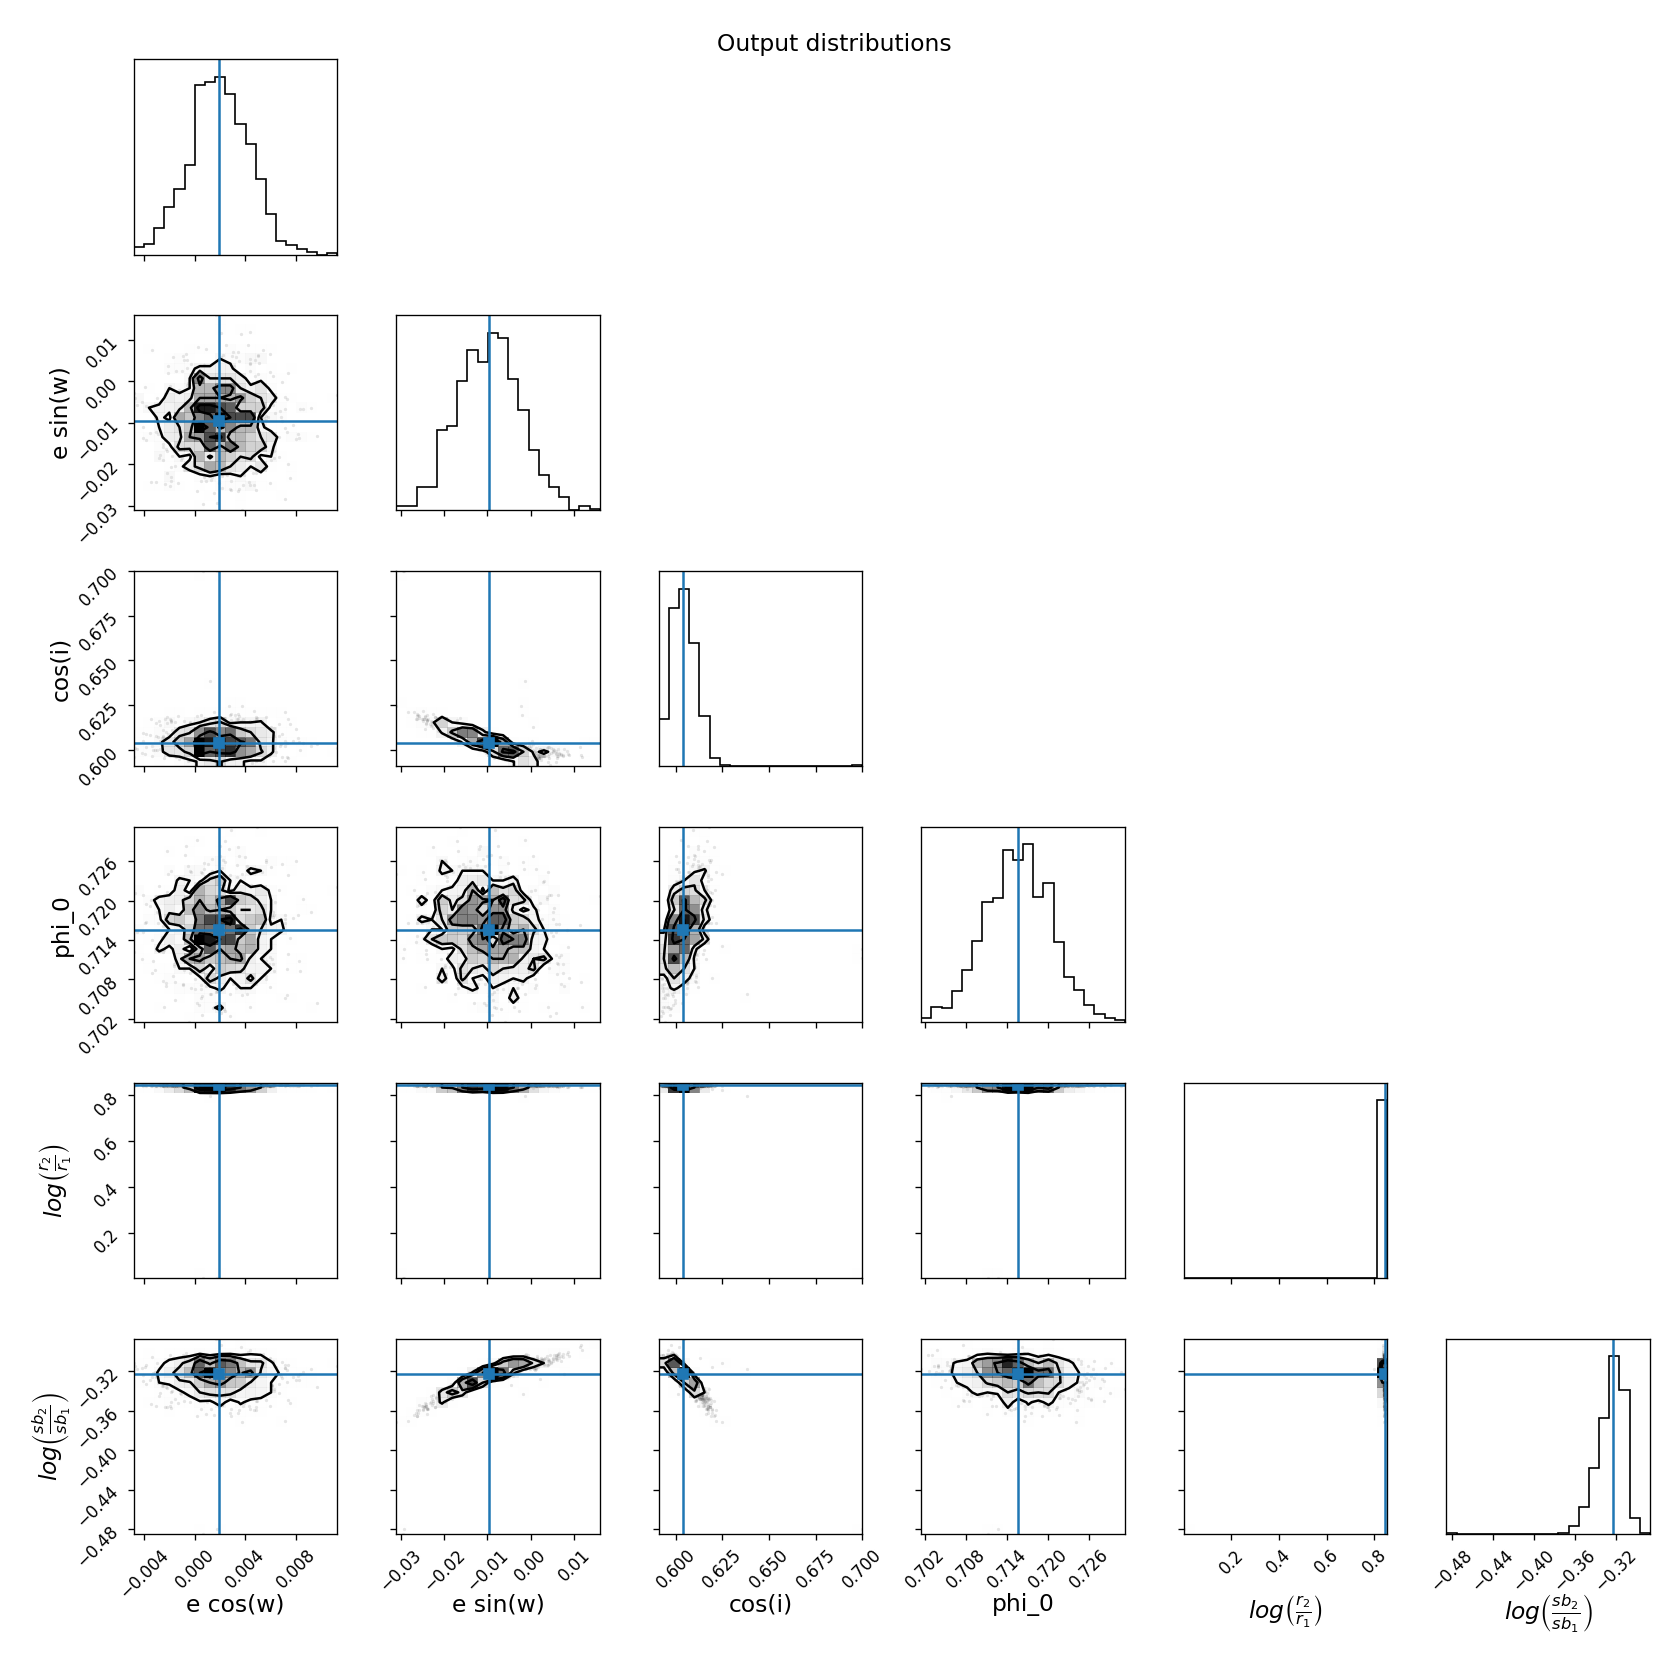 Output distributions
e sin(w)
0.01
0.00
−0.01
−0.02
−0.03
cos(i)
0.700
0.675
0.650
0.625
0.600
phi_0
0.726
0.720
0.714
0.708
0.702
log(r₂/r₁)
0.8
0.6
0.4
0.2
log(sb₂/sb₁)
−0.32
−0.36
−0.40
−0.44
−0.48
−0.004 0.000 0.004 0.008
e cos(w)
−0.03 −0.02 −0.01 0.00 0.01
e sin(w)
0.600 0.625 0.650 0.675 0.700
cos(i)
0.702 0.708 0.714 0.720 0.726
phi_0
0.2 0.4 0.6 0.8
log(r₂/r₁)
−0.48 −0.44 −0.40 −0.36 −0.32
log(sb₂/sb₁)